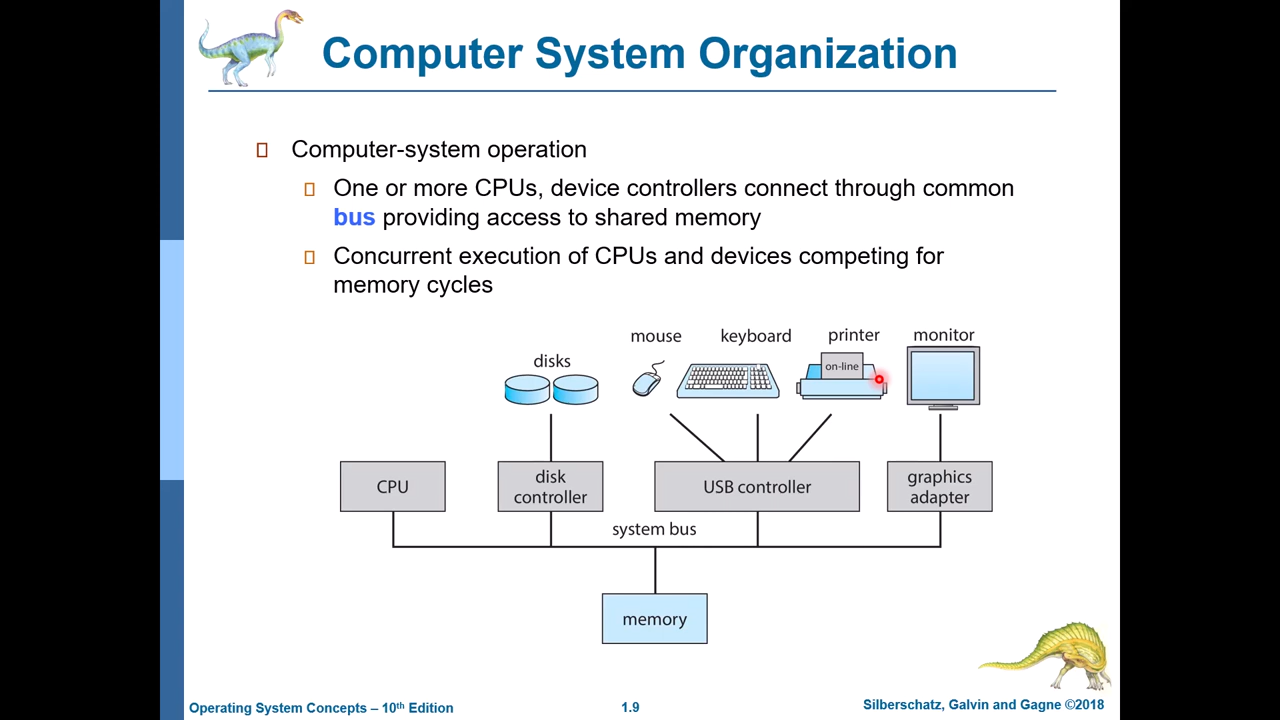 Computer System Organization
Computer-system operation
One or more CPUs, device controllers connect through common
bus providing access to shared memory
Concurrent execution of CPUs and devices competing for
memory cycles
mouse keyboard printer monitor
disks
on-line
CPU
disk
controller
USB controller
graphics
adapter
system bus
memory
Operating System Concepts – 10th Edition
1.9
Silberschatz, Galvin and Gagne ©2018